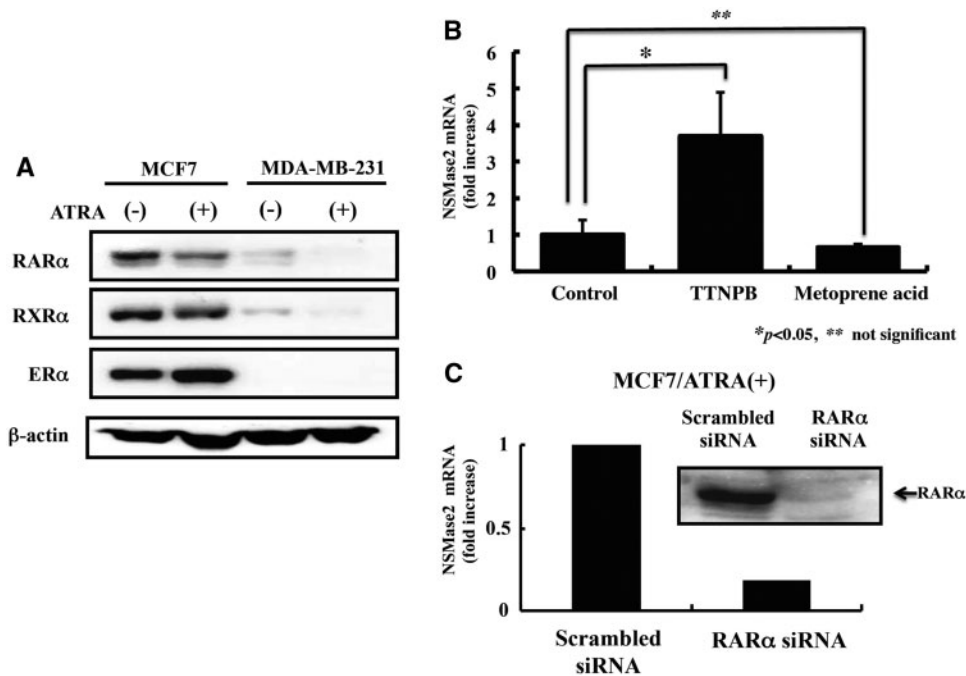 A
MCF7 MDA-MB-231
ATRA (-) (+) (-) (+)
RARα
RXRα
ERα
β-actin
B
**
*
NSMase2 mRNA
(fold increase)
6
5
4
3
2
1
0
Control TTNPB Metoprene acid
*p<0.05, ** not significant
C
MCF7/ATRA(+)
Scrambled siRNA RARα siRNA
←RARα
NSMase2 mRNA
(fold increase)
1
0.5
0
Scrambled siRNA RARα siRNA